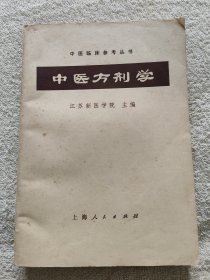 中医临床参考丛书
中医方剂学
江苏新医学院 主编
上海人民出版社